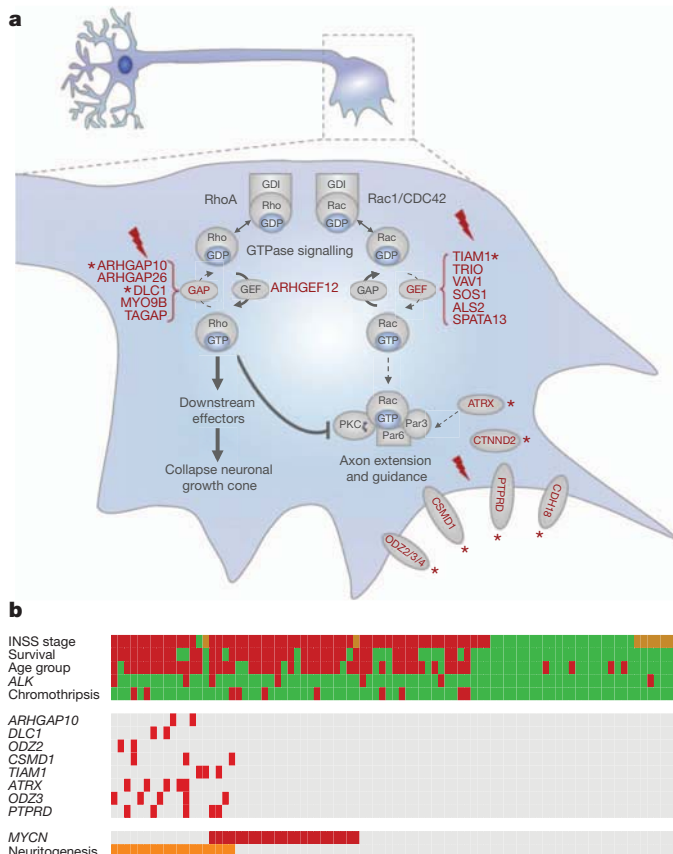 a
GDI
GDI
RhoA
Rho
Rac
Rac1/CDC42
GDP
GDP
Rho
GTPase signalling
Rac
GDP
GDP
*ARHGAP10
ARHGAP26
*DLC1
MYO9B
TAGAP
GAP
GEF
ARHGEF12
GAP
GEF
TIAM1*
TRIO
VAV1
SOS1
ALS2
SPATA13
Rho
GTP
Rac
GTP
Downstream
effectors
Collapse neuronal
growth cone
Rac
GTP
PKC
Par3
Par6
ATRX
*
CTNND2
*
Axon extension
and guidance
CSMD1
*
PTPRD
*
CDH18
*
ODZ2/3/4
*
b
INSS stage
Survival
Age group
ALK
Chromothripsis
ARHGAP10
DLC1
ODZ2
CSMD1
TIAM1
ATRX
ODZ3
PTPRD
MYCN
Neuritogenesis